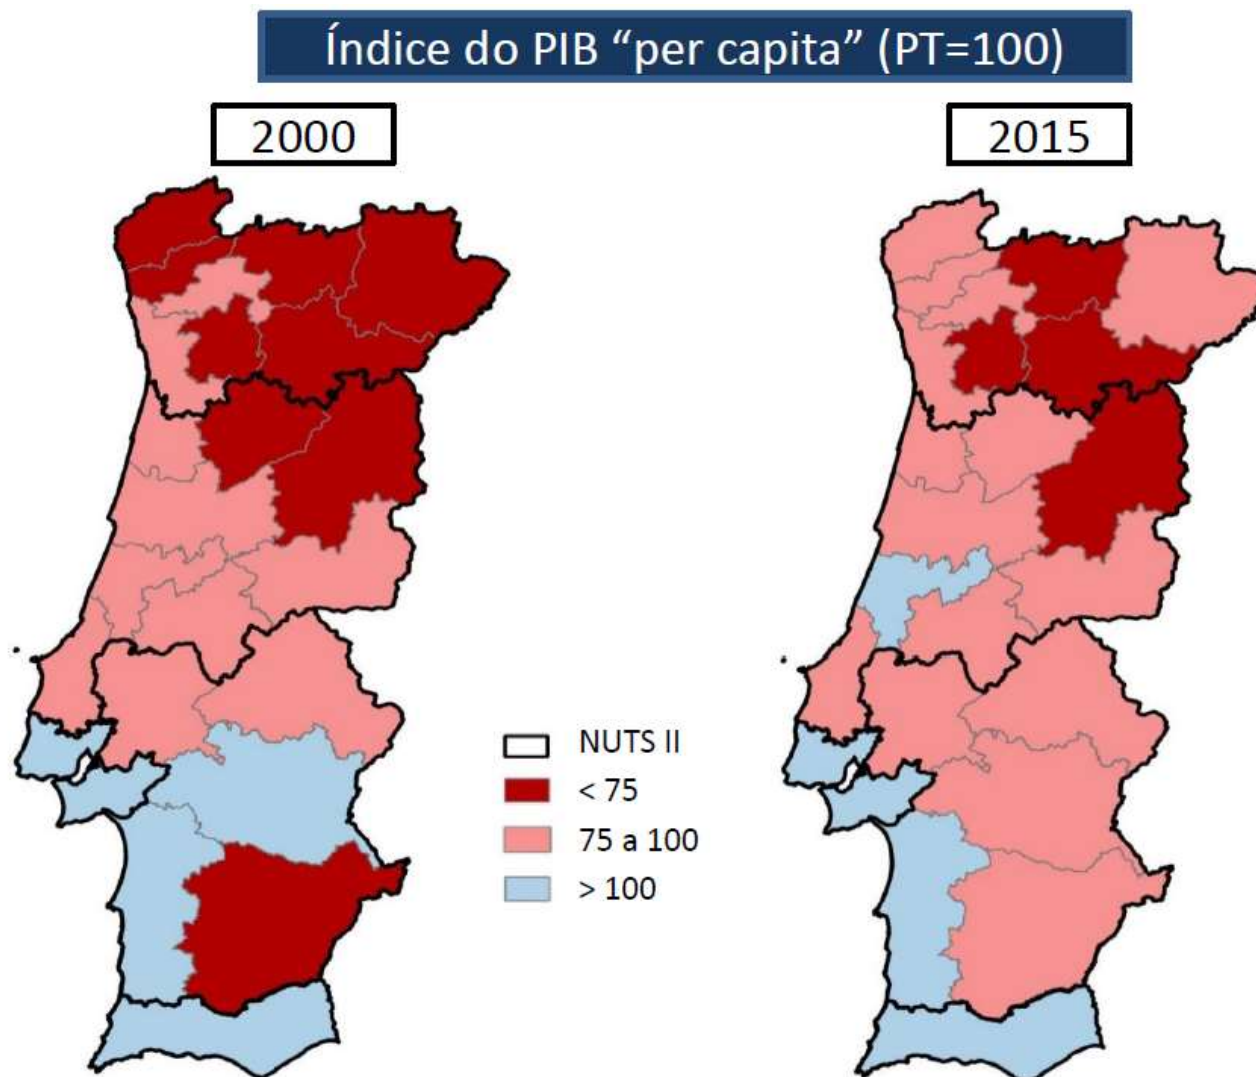 Índice do PIB “per capita” (PT=100)
2000
2015
NUTS II
< 75
75 a 100
> 100